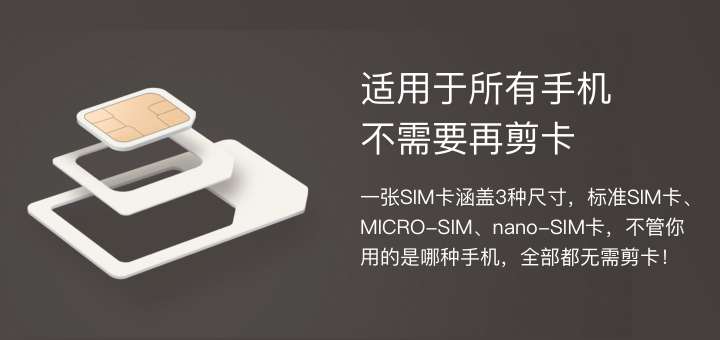 适用于所有手机
不需要再剪卡
一张SIM卡涵盖3种尺寸，标准SIM卡、
MICRO-SIM、nano-SIM卡，不管你
用的是哪种手机，全部都无需剪卡！